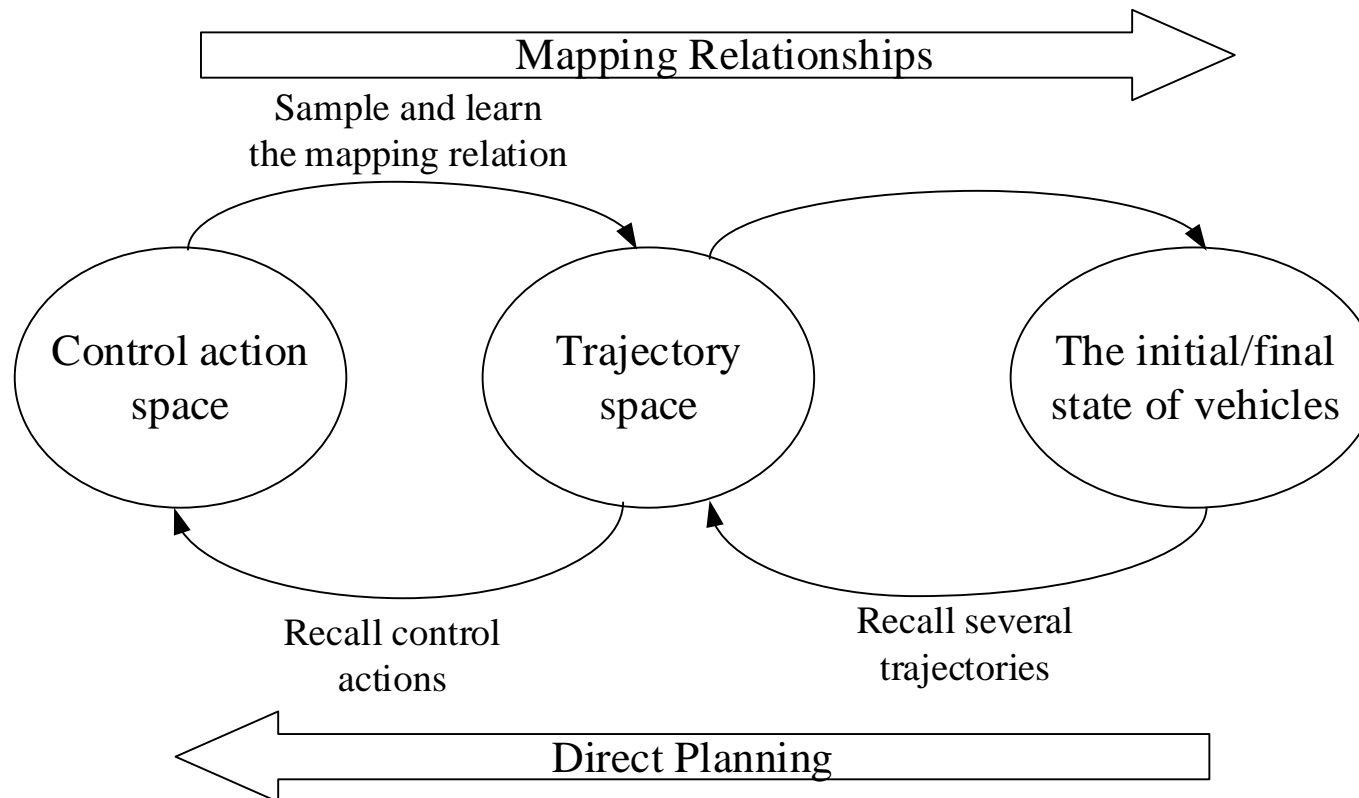 Mapping Relationships
Sample and learn
the mapping relation
Control action
space
Trajectory
space
The initial/final
state of vehicles
Recall control
actions
Recall several
trajectories
Direct Planning